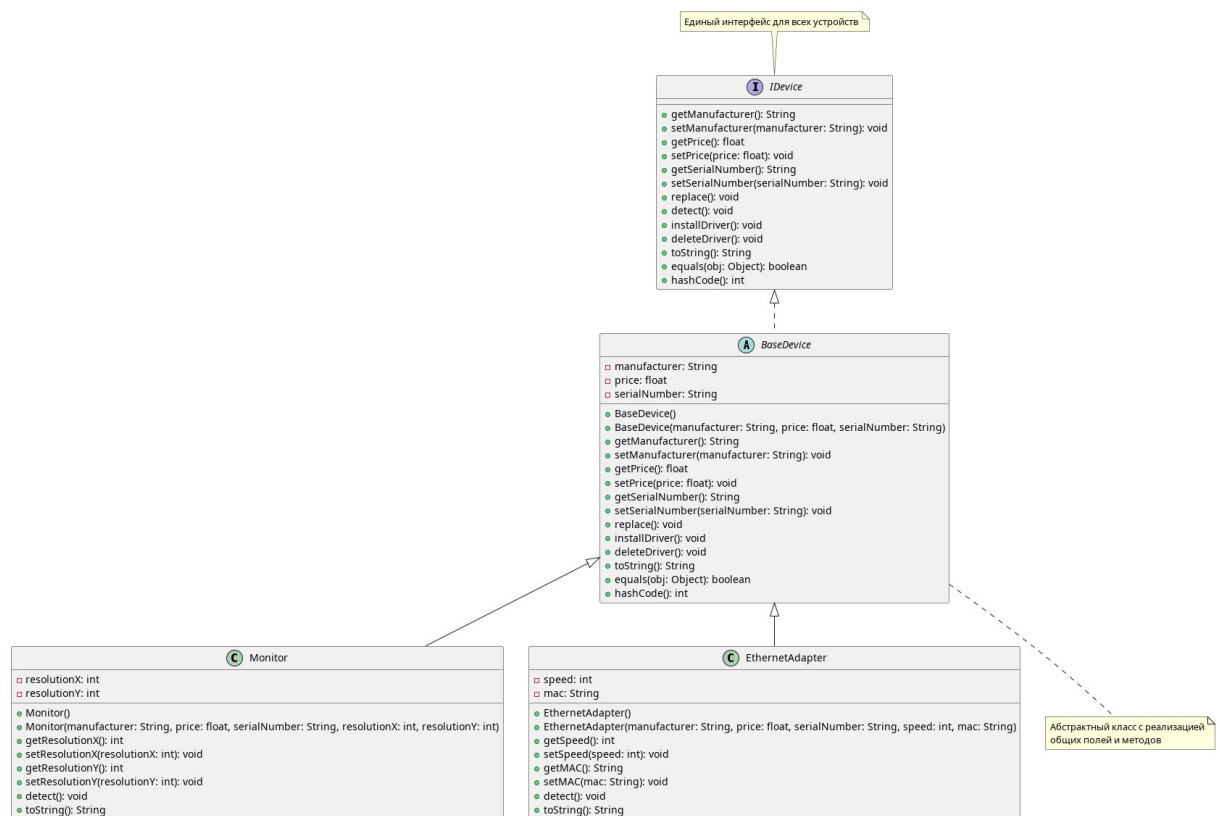 Единый интерфейс для всех устройств
I IDevice
getManufacturer(): String
setManufacturer(manufacturer: String): void
getPrice(): float
setPrice(price: float): void
getSerialNumber(): String
setSerialNumber(serialNumber: String): void
replace(): void
detect(): void
installDriver(): void
deleteDriver(): void
toString(): String
equals(obj: Object): boolean
hashCode(): int
A BaseDevice
manufacturer: String
price: float
serialNumber: String
BaseDevice()
BaseDevice(manufacturer: String, price: float, serialNumber: String)
getManufacturer(): String
setManufacturer(manufacturer: String): void
getPrice(): float
setPrice(price: float): void
getSerialNumber(): String
setSerialNumber(serialNumber: String): void
replace(): void
installDriver(): void
deleteDriver(): void
toString(): String
equals(obj: Object): boolean
hashCode(): int
C Monitor
resolutionX: int
resolutionY: int
Monitor()
Monitor(manufacturer: String, price: float, serialNumber: String, resolutionX: int, resolutionY: int)
getResolutionX(): int
setResolutionX(resolutionX: int): void
getResolutionY(): int
setResolutionY(resolutionY: int): void
detect(): void
toString(): String
C EthernetAdapter
speed: int
mac: String
EthernetAdapter()
EthernetAdapter(manufacturer: String, price: float, serialNumber: String, speed: int, mac: String)
getSpeed(): int
setSpeed(speed: int): void
getMAC(): String
setMAC(mac: String): void
detect(): void
toString(): String
Абстрактный класс с реализацией
общих полей и методов